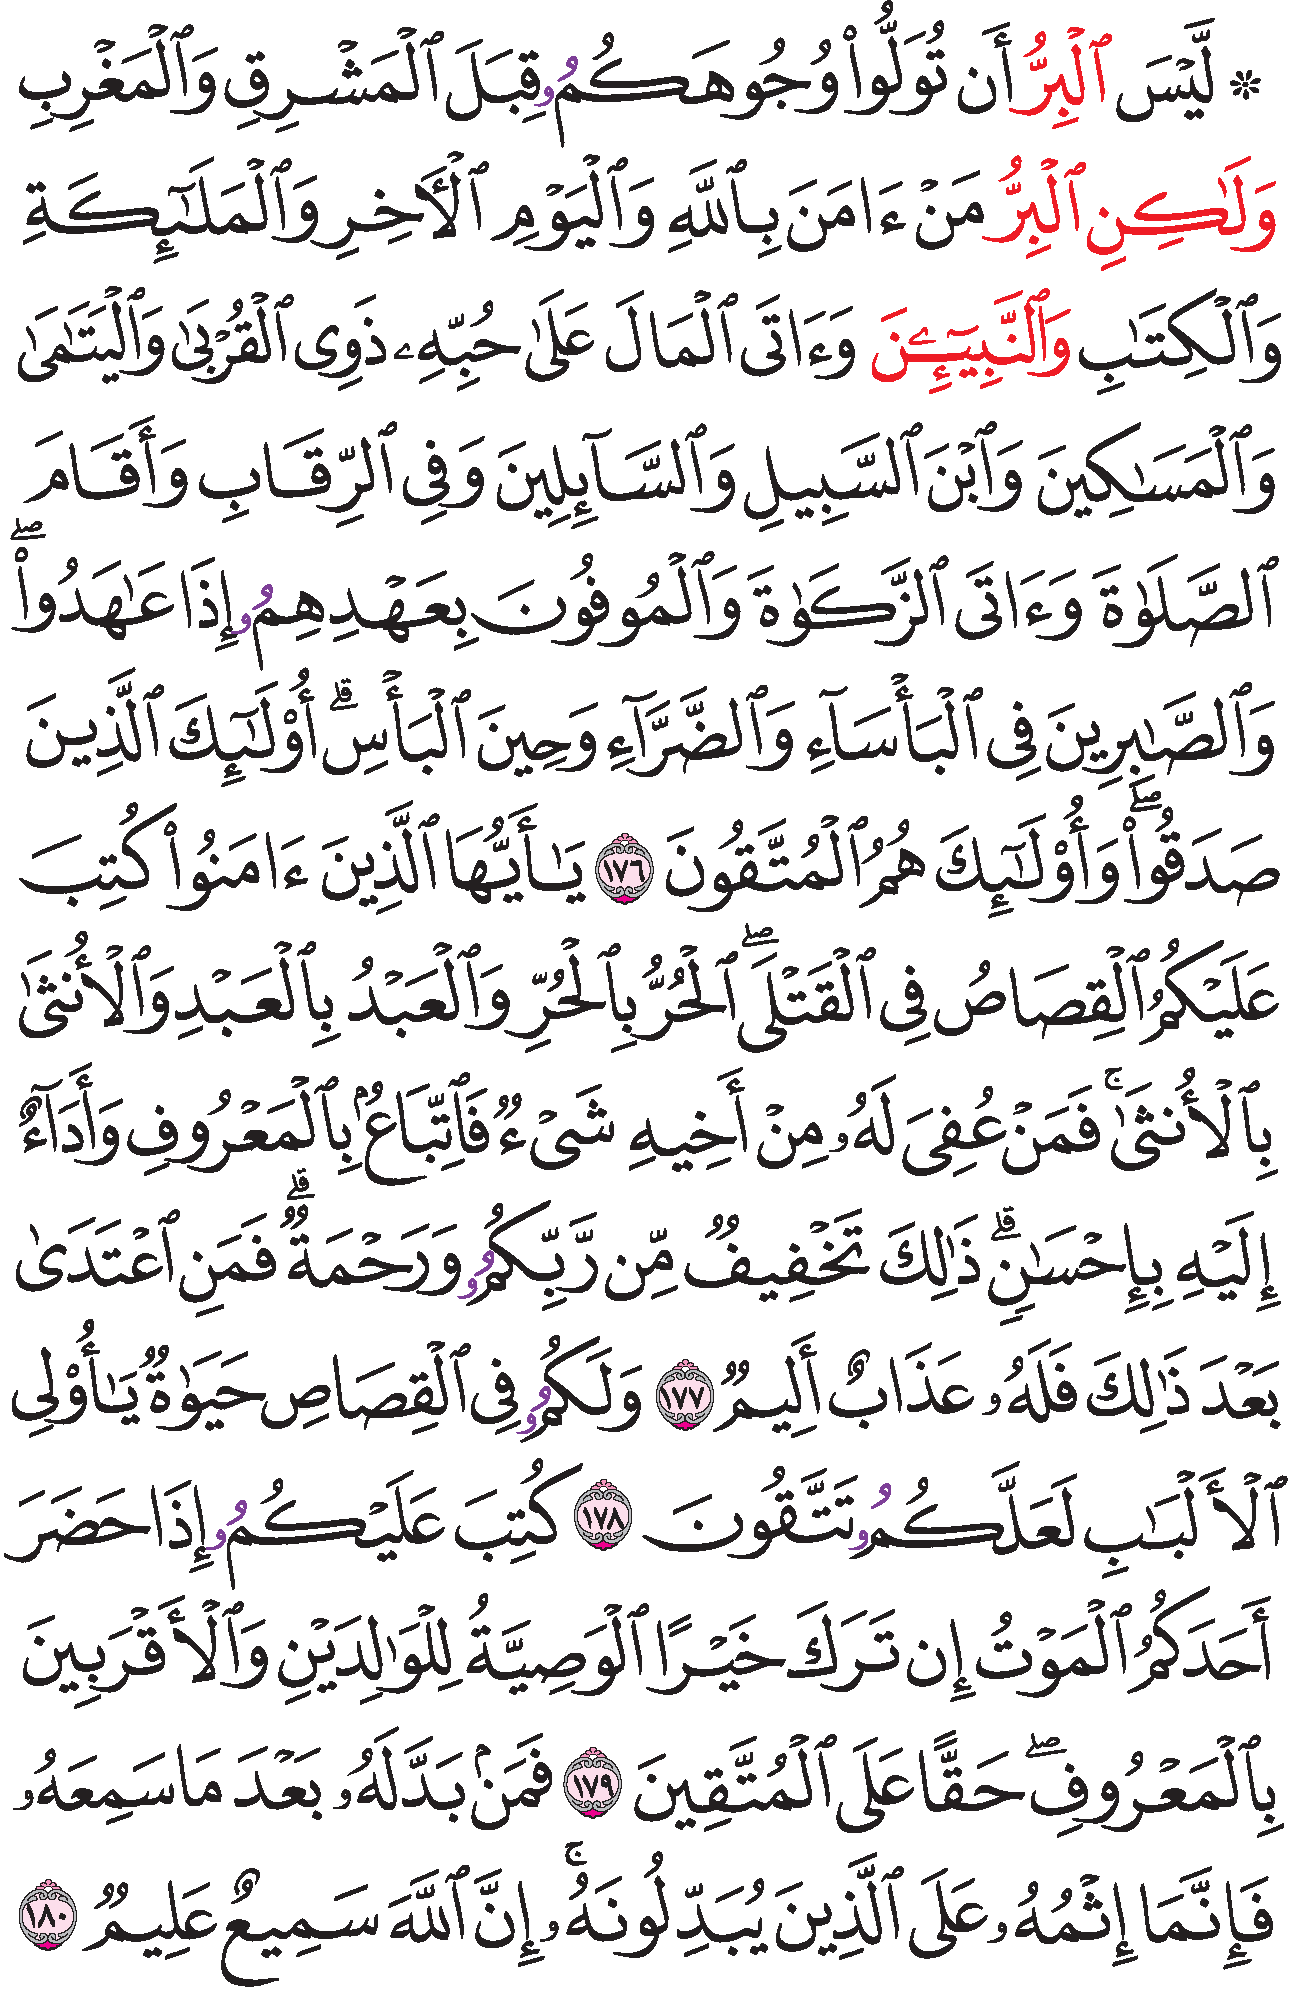 ۞ لَّيْسَ ٱلْبِرُّ أَن تُوَلُّواْ وُجُوهَكُمُۥ قِبَلَ ٱلْمَشْرِقِ وَٱلْمَغْرِبِ
وَلَٰكِنِ ٱلْبِرُّ مَنْ ءَامَنَ بِٱللَّهِ وَٱلْيَوْمِ ٱلْأَخِرِ وَٱلْمَلَٰٓئِكَةِ
وَٱلْكِتَٰبِ وَٱلنَّبِيٓـِٔينَ وَءَاتَى ٱلْمَالَ عَلَىٰ حُبِّهِۦ ذَوِى ٱلْقُرْبَىٰ وَٱلْيَتَٰمَىٰ
وَٱلْمَسَٰكِينَ وَٱبْنَ ٱلسَّبِيلِ وَٱلسَّآئِلِينَ وَفِى ٱلرِّقَابِ وَأَقَامَ
ٱلصَّلَوٰةَ وَءَاتَى ٱلزَّكَوٰةَ وَٱلْمُوفُونَ بِعَهْدِهِمُۥ إِذَا عَٰهَدُواْۖ
وَٱلصَّٰبِرِينَ فِى ٱلْبَأْسَآءِ وَٱلضَّرَّآءِ وَحِينَ ٱلْبَأْسِۗ أُوْلَٰٓئِكَ ٱلَّذِينَ
صَدَقُواْۖ وَأُوْلَٰٓئِكَ هُمُ ٱلْمُتَّقُونَ ١٧٦ يَٰأَيُّهَا ٱلَّذِينَ ءَامَنُواْ كُتِبَ
عَلَيْكُمُ ٱلْقِصَاصُ فِى ٱلْقَتْلَىۖ ٱلْحُرُّ بِٱلْحُرِّ وَٱلْعَبْدُ بِٱلْعَبْدِ وَٱلْأُنثَىٰ
بِٱلْأُنثَىٰۚ فَمَنْ عُفِىَ لَهُۥ مِنْ أَخِيهِ شَىْءٌ فَٱتِّبَاعُۢ بِٱلْمَعْرُوفِ وَأَدَآءٌ
إِلَيْهِ بِإِحْسَٰنٍۗ ذَٰلِكَ تَخْفِيفٌ مِّن رَّبِّكُمُۥ وَرَحْمَةٌۗ فَمَنِ ٱعْتَدَىٰ
بَعْدَ ذَٰلِكَ فَلَهُۥ عَذَابٌ أَلِيمٌ ١٧٧ وَلَكُمُۥ فِى ٱلْقِصَاصِ حَيَوٰةٌ يَٰأُوْلِى
ٱلْأَلْبَٰبِ لَعَلَّكُمُۥ تَتَّقُونَ ١٧٨ كُتِبَ عَلَيْكُمُۥ إِذَا حَضَرَ
أَحَدَكُمُ ٱلْمَوْتُ إِن تَرَكَ خَيْرًا ٱلْوَصِيَّةُ لِلْوَٰلِدَيْنِ وَٱلْأَقْرَبِينَ
بِٱلْمَعْرُوفِۖ حَقًّا عَلَى ٱلْمُتَّقِينَ ١٧٩ فَمَنۢ بَدَّلَهُۥ بَعْدَ مَا سَمِعَهُۥ
فَإِنَّمَا إِثْمُهُۥ عَلَى ٱلَّذِينَ يُبَدِّلُونَهُۥۚ إِنَّ ٱللَّهَ سَمِيعٌ عَلِيمٌ ١٨٠